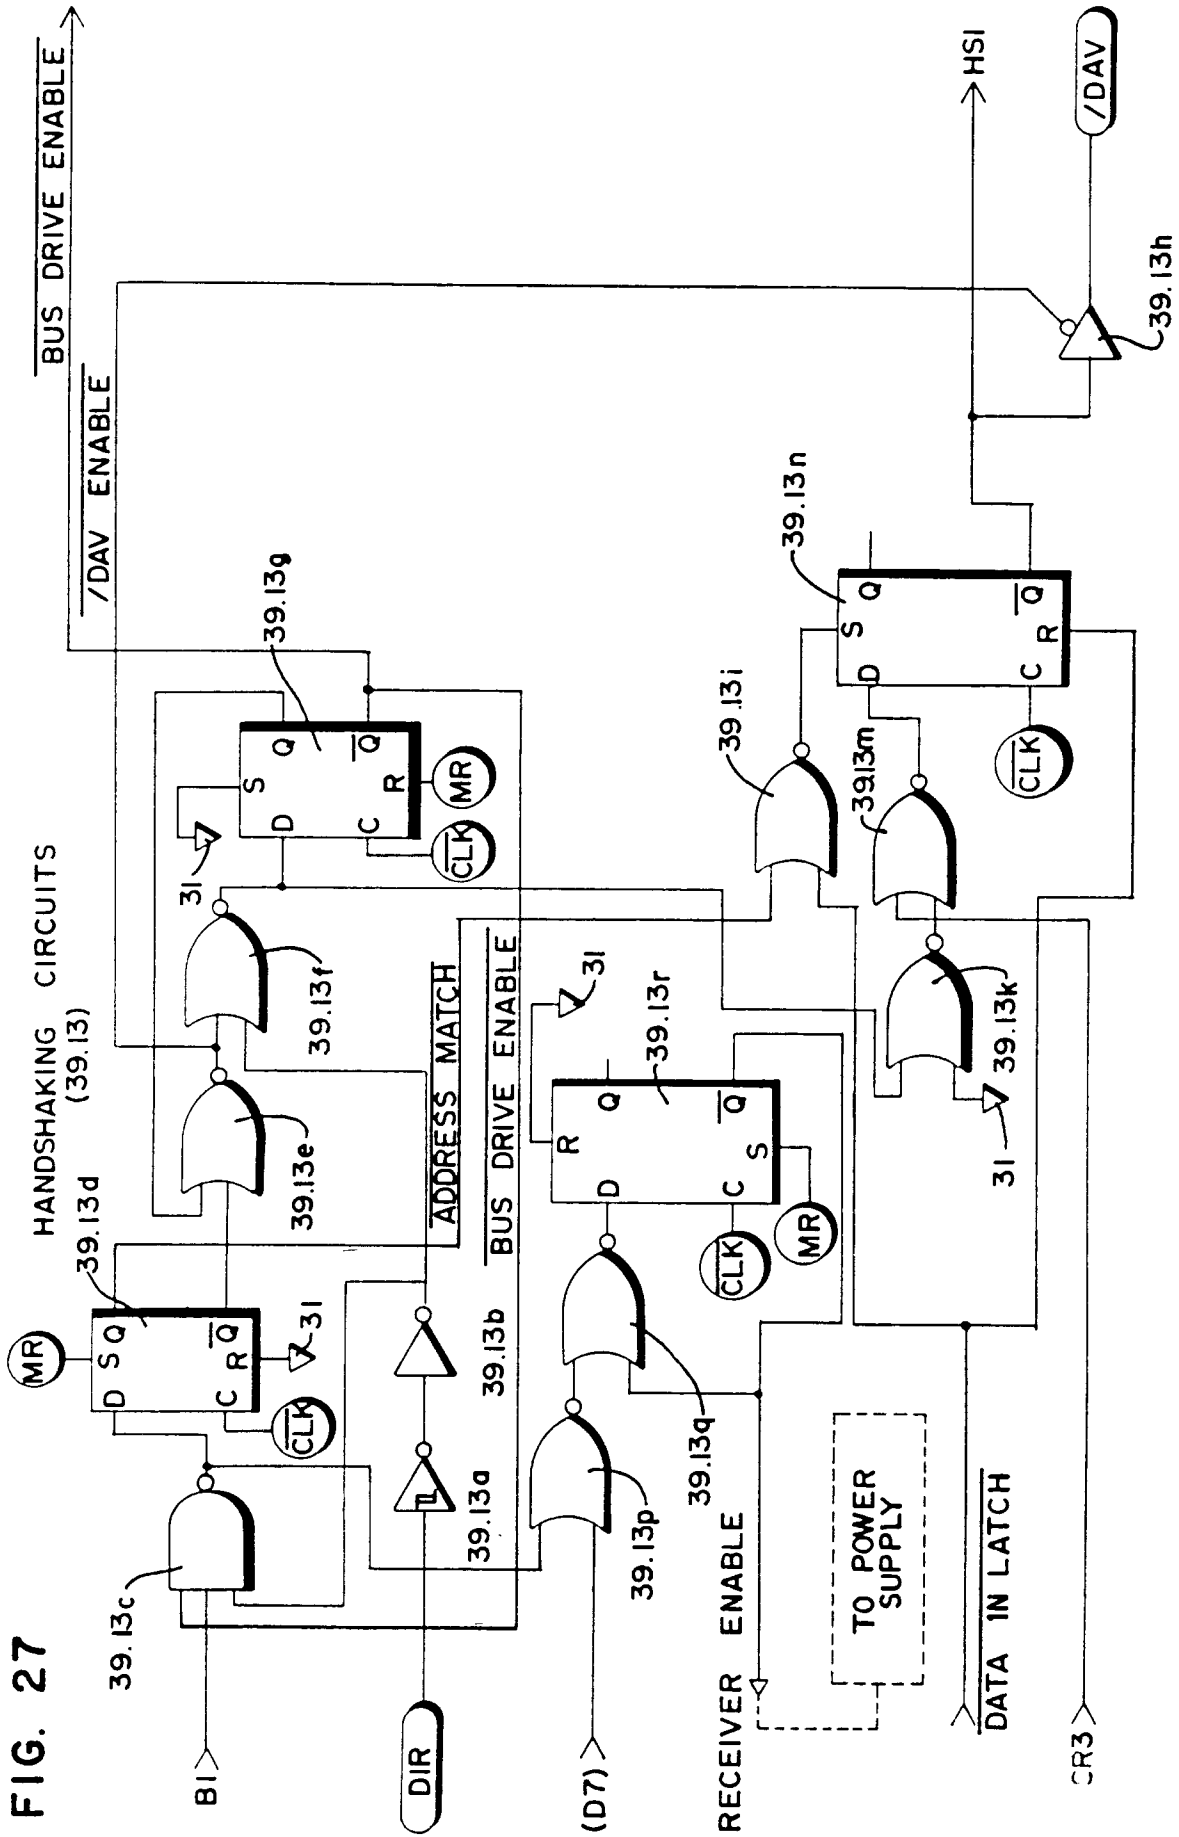 FIG. 27
HANDSHAKING CIRCUITS
(39.13)
BUS DRIVE ENABLE
/DAV ENABLE
B1
39.13c
MR
39.13d
D
S
Q
C
R
Q
CLK
31
39.13e
39.13f
31
S
D
Q
C
R
Q
39.13g
CLK
MR
DIR
39.13a
39.13b
ADDRESS MATCH
BUS DRIVE ENABLE
(D7)
39.13p
39.13q
R
D
Q
C
S
Q
39.13r
31
CLK
MR
RECEIVER ENABLE
TO POWER
SUPPLY
39.13i
39.13k
31
39.13m
39.13n
S
D
Q
C
R
Q
CLK
DATA IN LATCH
CR3
HSI
39.13h
/DAV